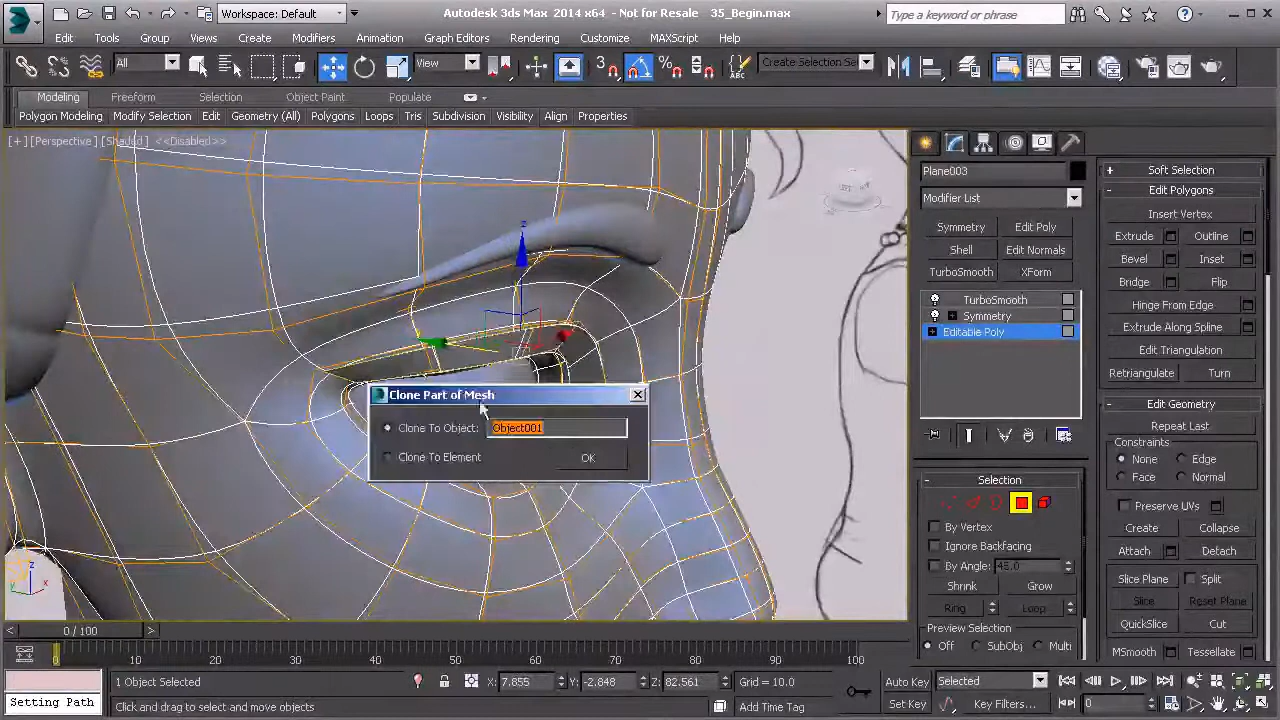 Workspace: Default
Autodesk 3ds Max 2014 x64 - Not for Resale 35_Begin.max
Type a keyword or phrase
File Edit Tools Group Views Create Modifiers Animation Graph Editors Rendering Customize MAXScript Help
All
View
Create Selection Se
Modeling Freeform Selection Object Paint Populate
Polygon Modeling Modify Selection Edit Geometry (All) Polygons Loops Tris Subdivision Visibility Align Properties
[+] [Perspective] [Shaded] <<Disabled>>
Plane003
Modifier List
Symmetry Edit Poly
Shell Edit Normals
TurboSmooth XForm
TurboSmooth
Symmetry
Editable Poly
Selection
By Vertex
Ignore Backfacing
By Angle: 45.0
Shrink Grow
Ring Loop
Preview Selection
Off SubObj Multi
Soft Selection
Edit Polygons
Insert Vertex
Extrude Outline
Bevel Inset
Bridge Flip
Hinge From Edge
Extrude Along Spline
Edit Triangulation
Retriangulate Turn
Edit Geometry
Repeat Last
Constraints
None Edge
Face Normal
Preserve UVs
Create Collapse
Attach Detach
Slice Plane Split
Slice Reset Plane
QuickSlice Cut
MSmooth Tessellate
Clone Part of Mesh
Clone To Object: Object001
Clone To Element OK
z
z
x
y
0 / 100
0 10 20 30 40 50 60 70 80 90 100
1 Object Selected X: 7.855 Y: -2.848 Z: 82.561 Grid = 10.0 Auto Key Selected
Setting Path Click and drag to select and move objects Add Time Tag Set Key Key Filters... 0